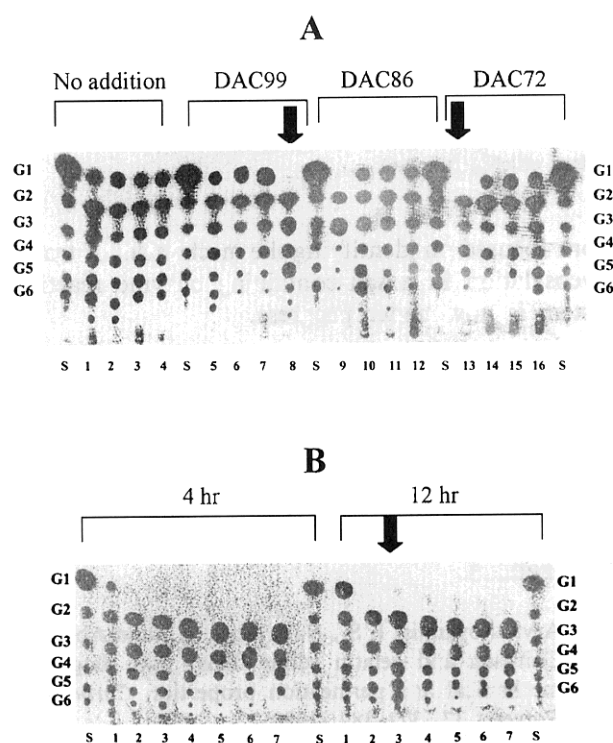 A
No addition DAC99 DAC86 DAC72
G1 G1
G2 G2
G3 G3
G4 G4
G5 G5
G6 G6
S 1 2 3 4 S 5 6 7 8 S 9 10 11 12 S 13 14 15 16 S
B
4 hr 12 hr
G1 G1
G2 G2
G3 G3
G4 G4
G5 G5
G6 G6
S 1 2 3 4 5 6 7 S 1 2 3 4 5 6 7 S